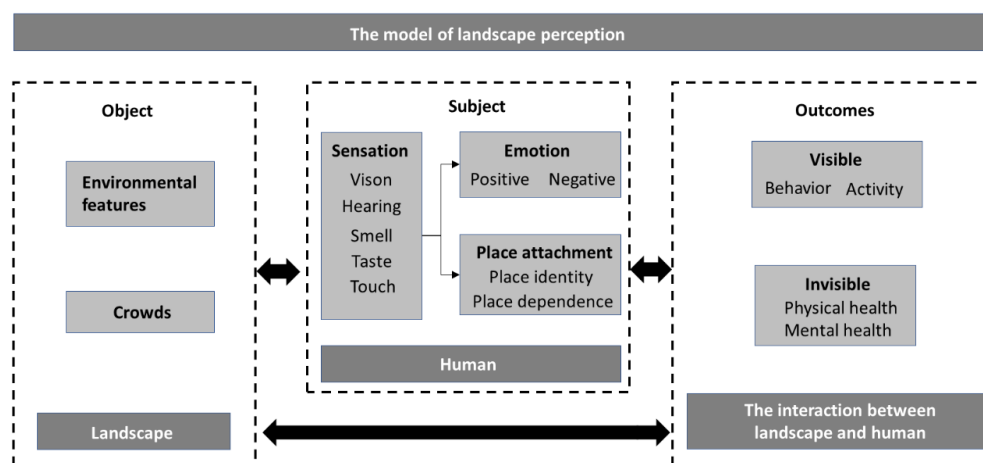 The model of landscape perception
Object
Environmental
features
Crowds
Landscape
Subject
Sensation
Vison
Hearing
Smell
Taste
Touch
Emotion
Positive Negative
Place attachment
Place identity
Place dependence
Human
Outcomes
Visible
Behavior Activity
Invisible
Physical health
Mental health
The interaction between
landscape and human